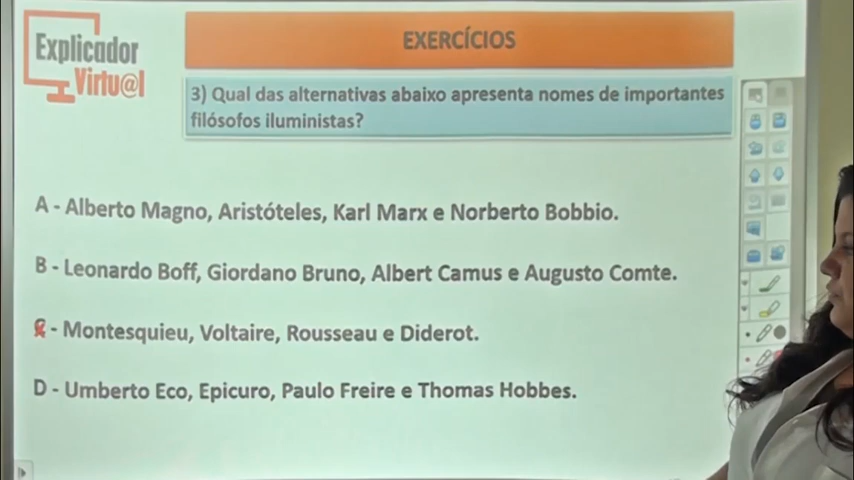 Explicador
Virtu@l
EXERCÍCIOS
3) Qual das alternativas abaixo apresenta nomes de importantes
filósofos iluministas?
A - Alberto Magno, Aristóteles, Karl Marx e Norberto Bobbio.
B - Leonardo Boff, Giordano Bruno, Albert Camus e Augusto Comte.
C - Montesquieu, Voltaire, Rousseau e Diderot.
D - Umberto Eco, Epicuro, Paulo Freire e Thomas Hobbes.